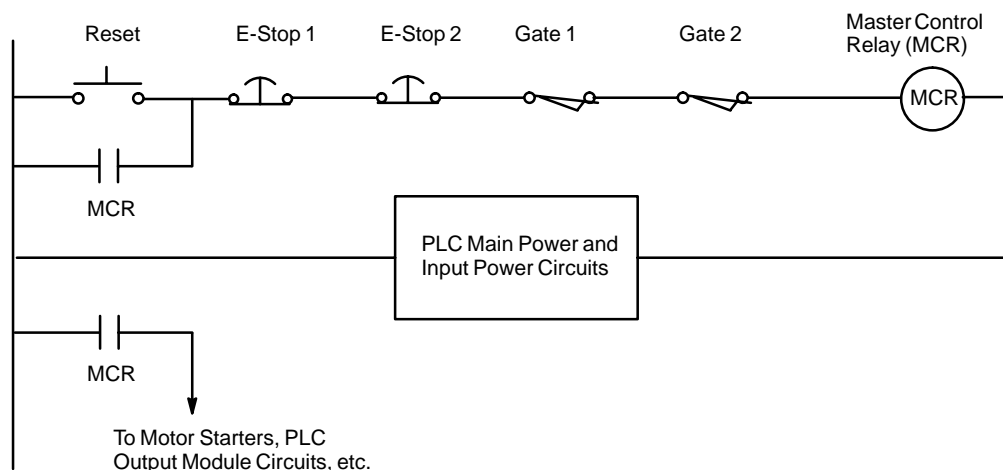 Reset
E-Stop 1
E-Stop 2
Gate 1
Gate 2
Master Control
Relay (MCR)
MCR
MCR
PLC Main Power and
Input Power Circuits
MCR
To Motor Starters, PLC
Output Module Circuits, etc.